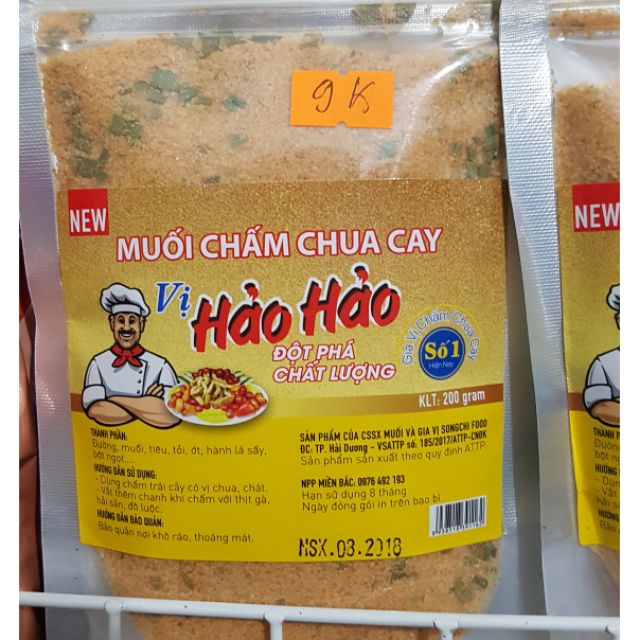 9K
NEW
MUỐI CHẤM CHUA CAY
Vị Hảo Hảo
ĐỘT PHÁ
CHẤT LƯỢNG
Gia Vị Chấm Chua Cay
Số 1
Hiện Nay
KLT: 200 gram
THÀNH PHẦN:
Đường, muối, tiêu, tỏi, ớt, hành lá sấy,
bột ngọt....
HƯỚNG DẪN SỬ DỤNG:
- Dùng chấm trái cây có vị chua, chát.
- Vắt thêm chanh khi chấm với thịt gà,
hải sản, đồ luộc.
HƯỚNG DẪN BẢO QUẢN:
Bảo quản nơi khô ráo, thoáng mát.
SẢN PHẨM CỦA CSSX MUỐI VÀ GIA VỊ SONGCHI FOOD
ĐC: TP. Hải Dương - VSATTP số: 185/2017/ATTP-CNĐK
Sản phẩm sản xuất theo quy định ATTP.
NPP MIỀN BẮC: 0976 492 193
Hạn sử dụng 8 tháng
Ngày đóng gói in trên bao bì
NSX.03.2018
NEW